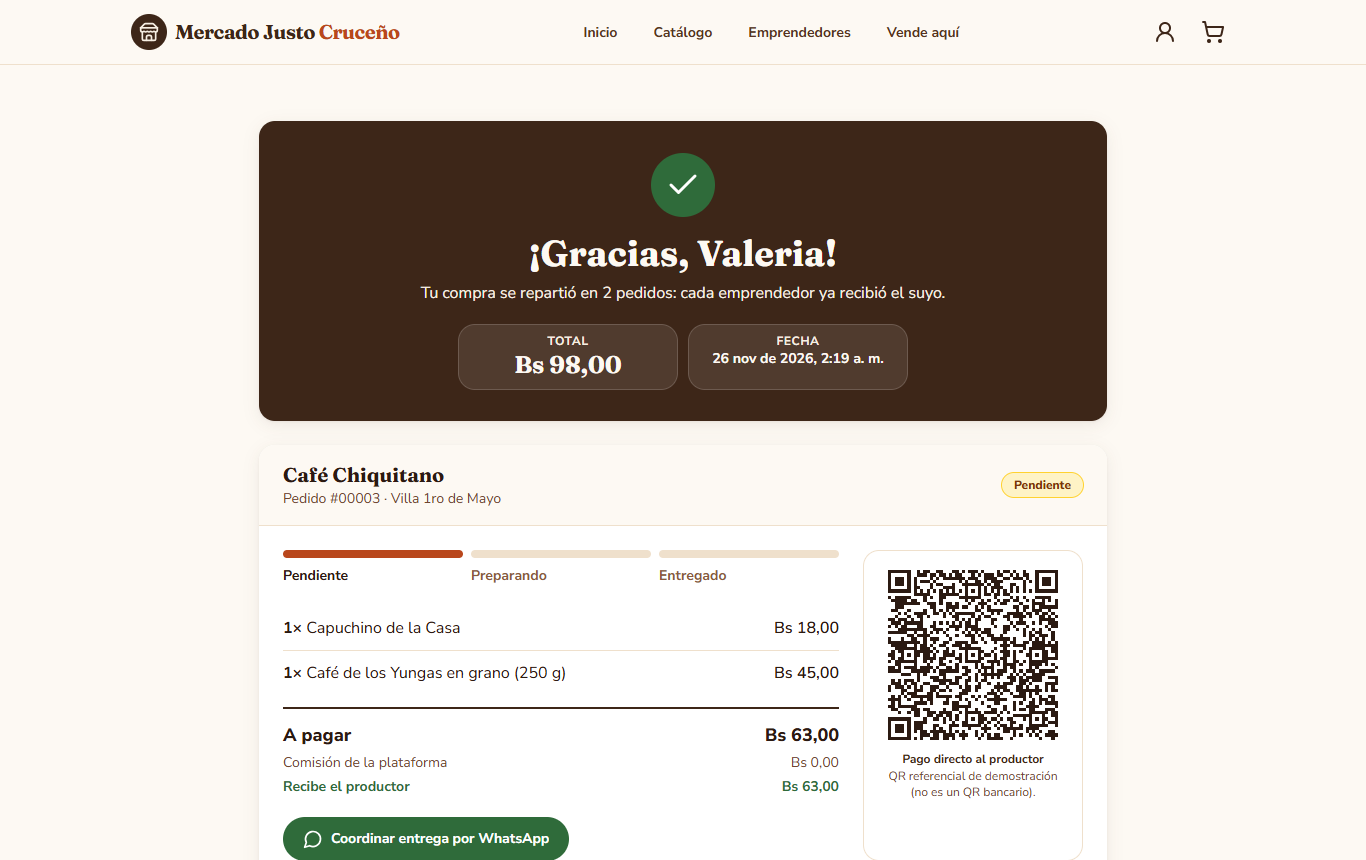 Mercado Justo Cruceño
Inicio
Catálogo
Emprendedores
Vende aquí
¡Gracias, Valeria!
Tu compra se repartió en 2 pedidos: cada emprendedor ya recibió el suyo.
TOTAL
Bs 98,00
FECHA
26 nov de 2026, 2:19 a. m.
Café Chiquitano
Pedido #00003 · Villa 1ro de Mayo
Pendiente
Pendiente
Preparando
Entregado
1× Capuchino de la Casa
Bs 18,00
1× Café de los Yungas en grano (250 g)
Bs 45,00
A pagar
Bs 63,00
Comisión de la plataforma
Bs 0,00
Recibe el productor
Bs 63,00
Coordinar entrega por WhatsApp
Pago directo al productor
QR referencial de demostración
(no es un QR bancario).